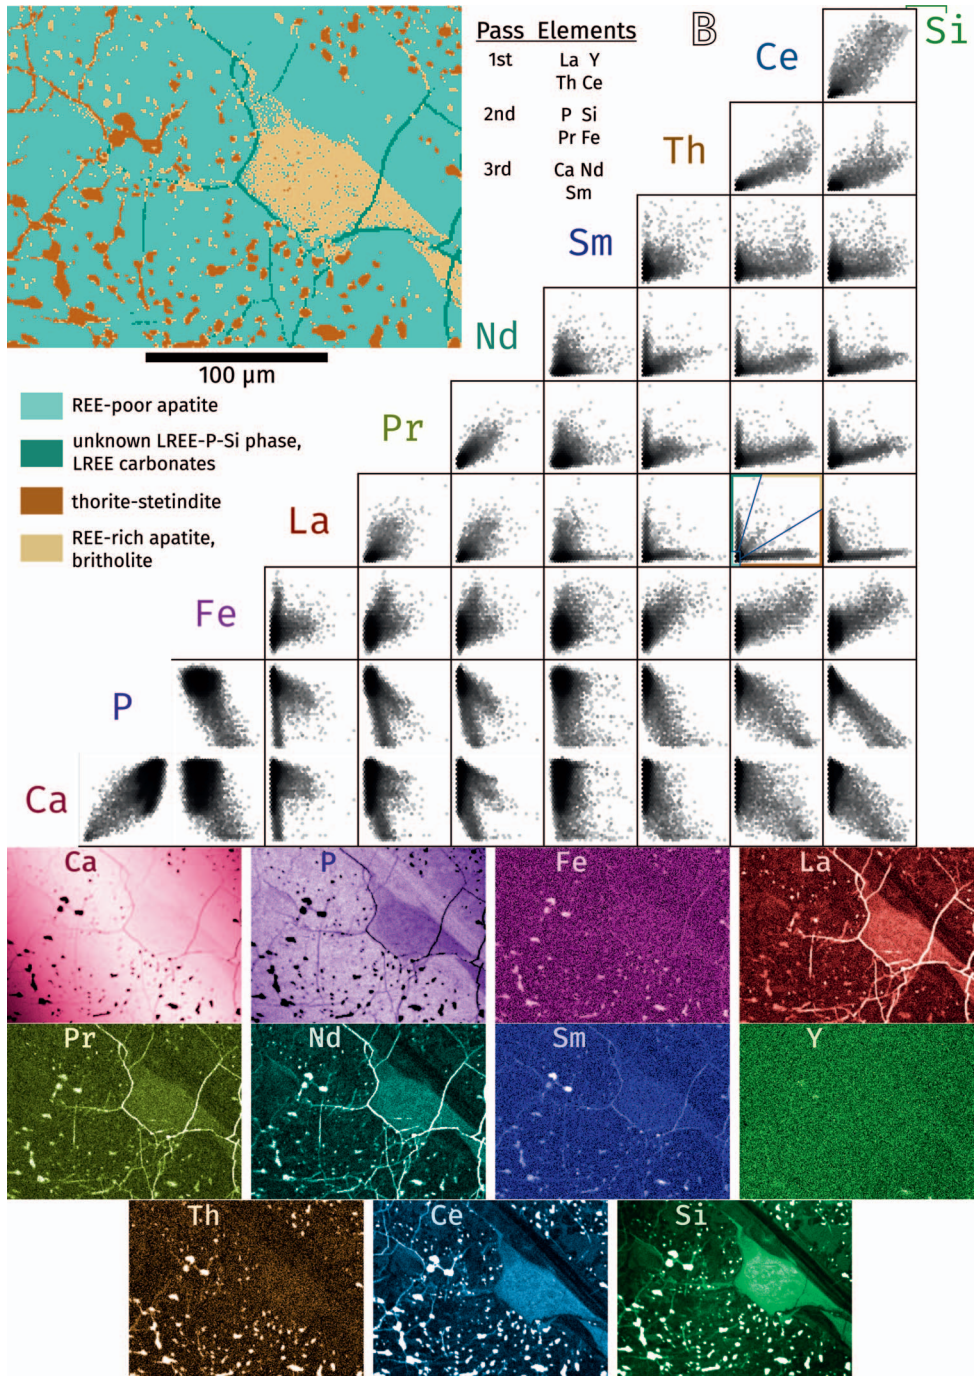 Pass Elements
1st La Y
Th Ce
2nd P Si
Pr Fe
3rd Ca Nd
Sm
B
Si
Ce
Th
Sm
Nd
Pr
La
Fe
P
Ca
100 µm
REE-poor apatite
unknown LREE-P-Si phase,
LREE carbonates
thorite-stetindite
REE-rich apatite,
britholite
Ca P Fe La
Pr Nd Sm Y
Th Ce Si